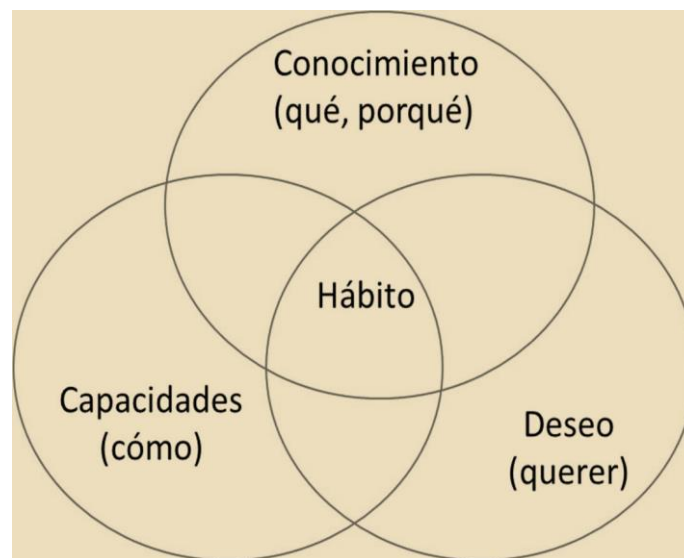 Conocimiento
(qué, porqué)
Hábito
Capacidades
(cómo)
Deseo
(querer)